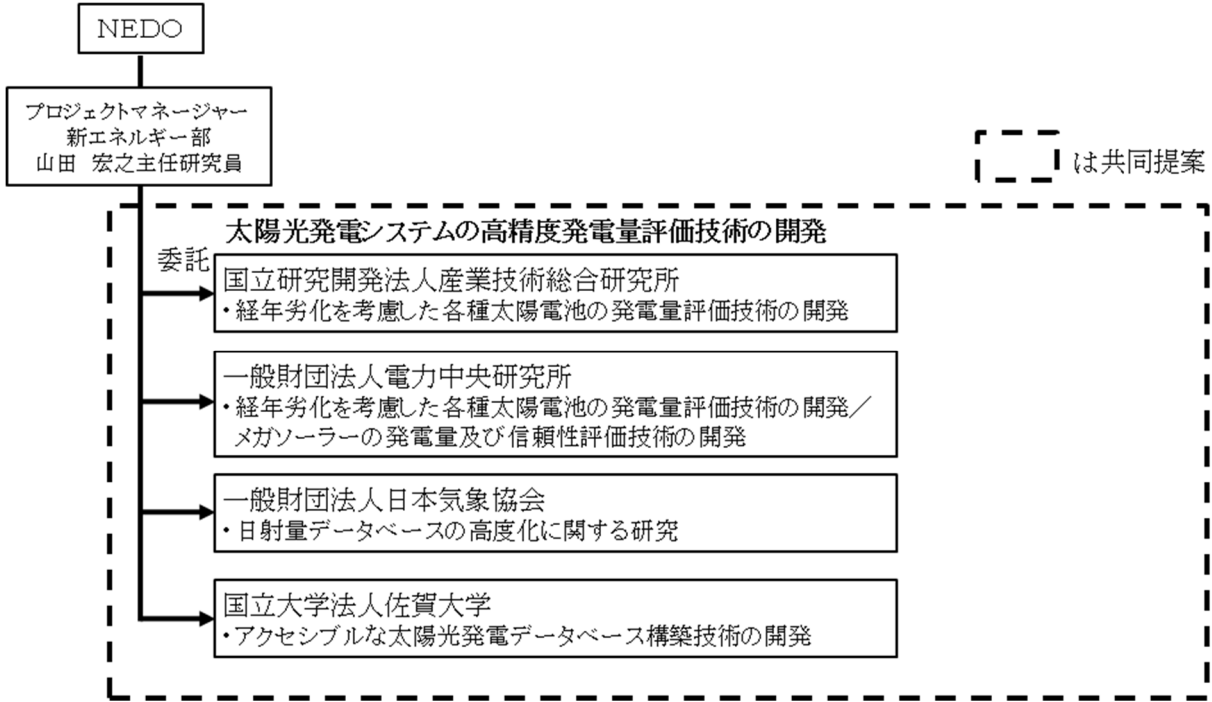 NEDO
プロジェクトマネージャー
新エネルギー部
山田　宏之主任研究員
は共同提案
太陽光発電システムの高精度発電量評価技術の開発
委託
国立研究開発法人産業技術総合研究所
・経年劣化を考慮した各種太陽電池の発電量評価技術の開発
一般財団法人電力中央研究所
・経年劣化を考慮した各種太陽電池の発電量評価技術の開発／
メガソーラーの発電量及び信頼性評価技術の開発
一般財団法人日本気象協会
・日射量データベースの高度化に関する研究
国立大学法人佐賀大学
・アクセシブルな太陽光発電データベース構築技術の開発